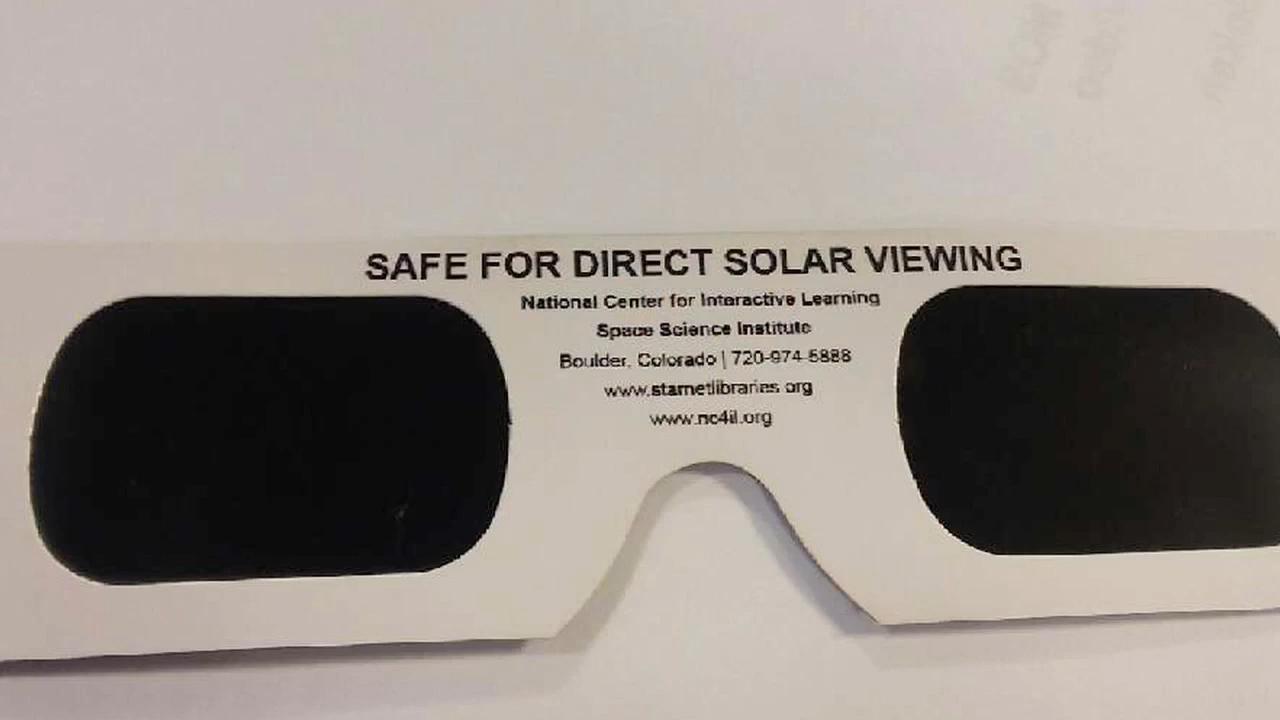 SAFE FOR DIRECT SOLAR VIEWING
National Center for Interactive Learning
Space Science Institute
Boulder, Colorado | 720-974-5888
www.starnetlibraries.org
www.nc4il.org